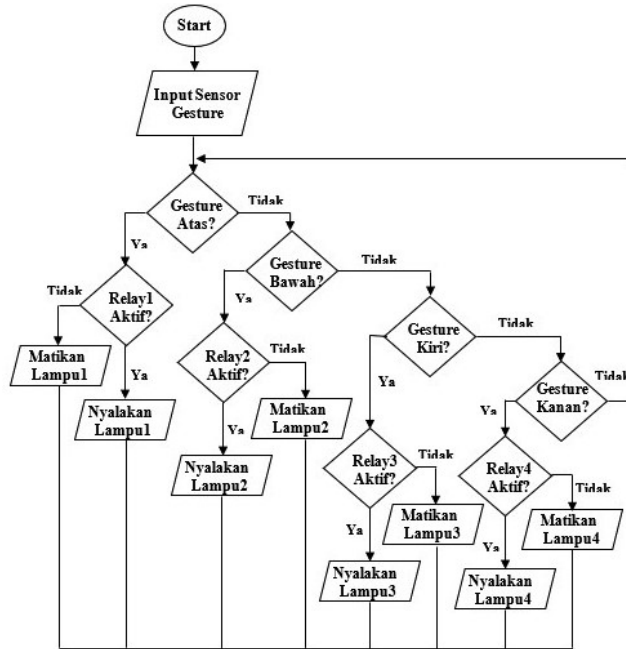 Start
Input Sensor
Gesture
Gesture
Atas?
Tidak
Ya
Gesture
Bawah?
Tidak
Ya
Relay1
Aktif?
Tidak
Ya
Matikan
Lampu1
Nyalakan
Lampu1
Relay2
Aktif?
Tidak
Ya
Matikan
Lampu2
Nyalakan
Lampu2
Gesture
Kiri?
Tidak
Ya
Gesture
Kanan?
Tidak
Ya
Relay3
Aktif?
Tidak
Ya
Matikan
Lampu3
Nyalakan
Lampu3
Relay4
Aktif?
Tidak
Ya
Matikan
Lampu4
Nyalakan
Lampu4